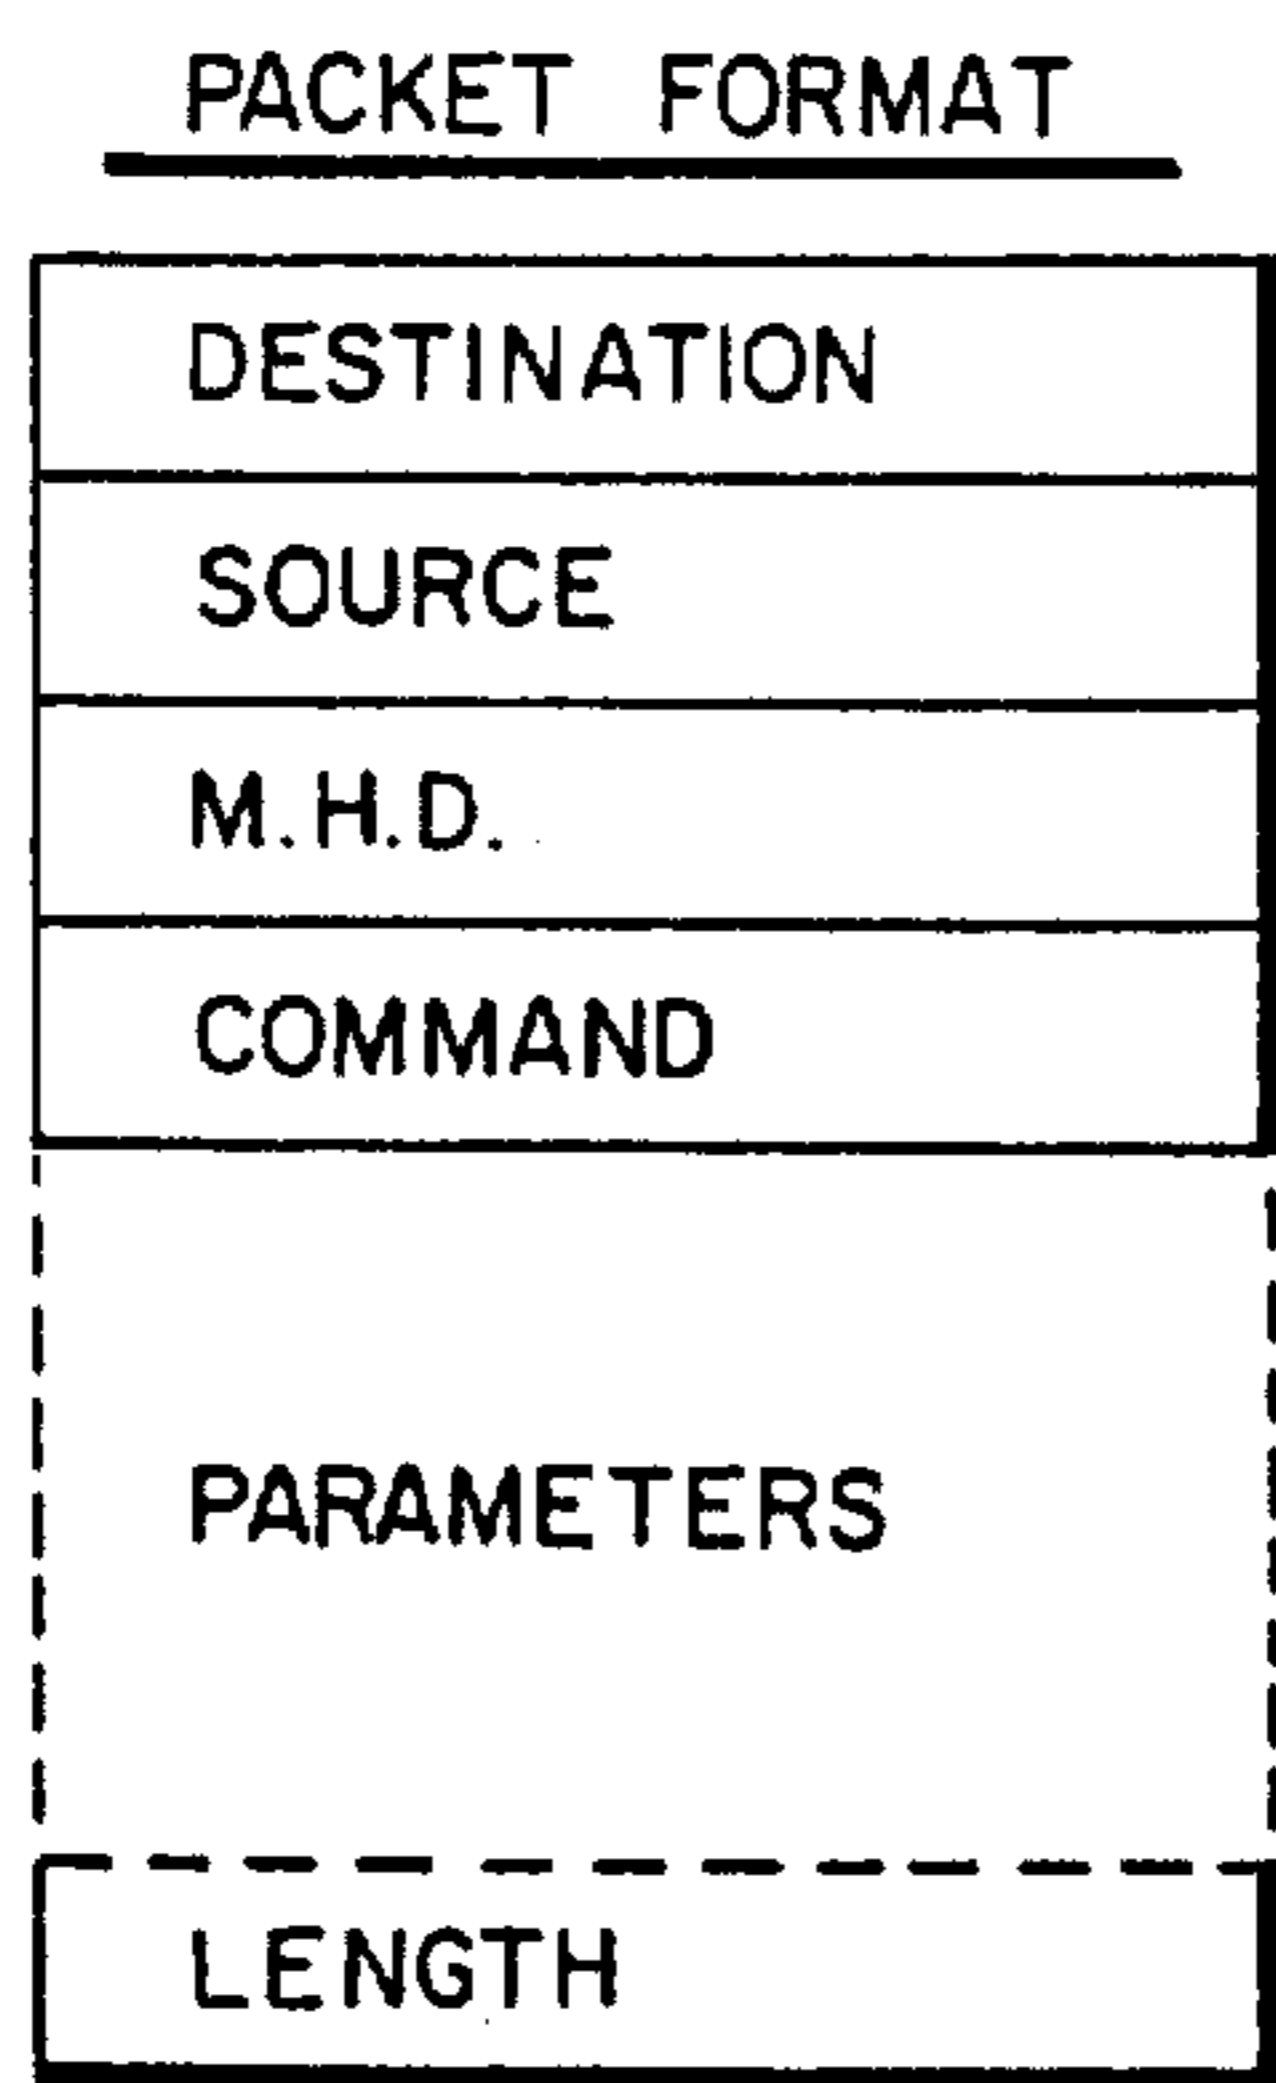 PACKET FORMAT
DESTINATION
SOURCE
M.H.D.
COMMAND
PARAMETERS
LENGTH